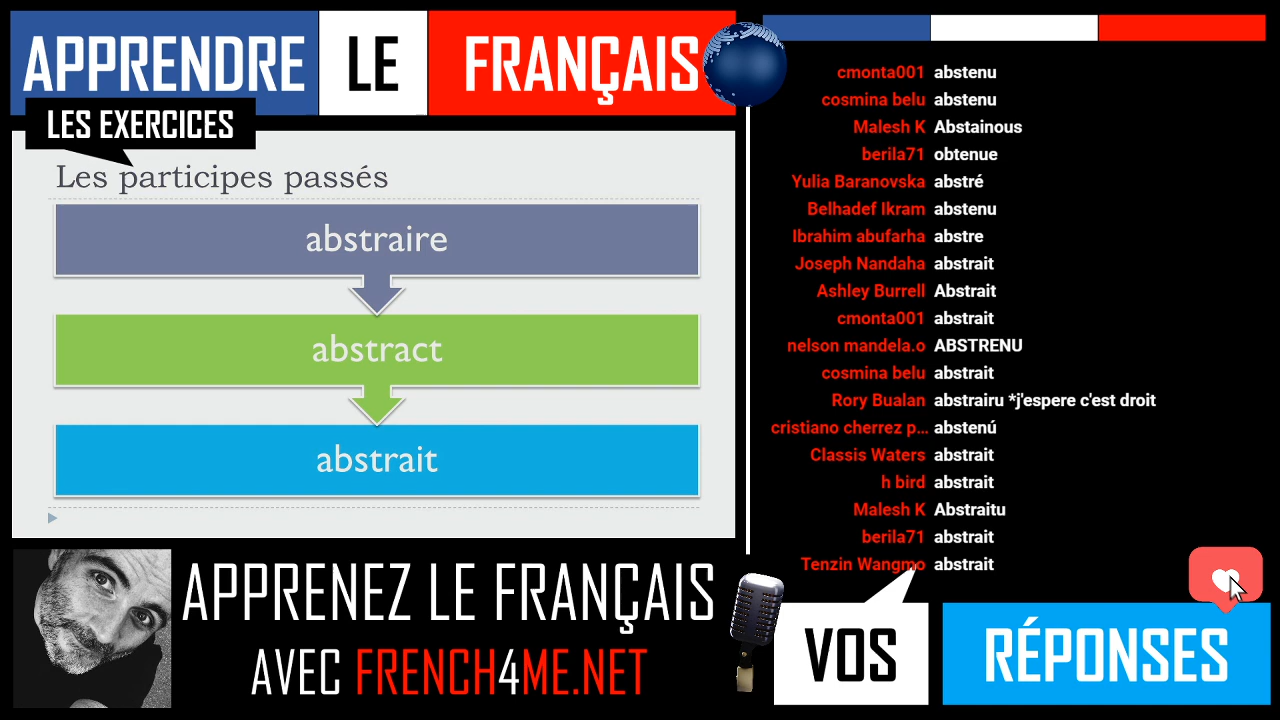 APPRENDRE LE FRANÇAIS
LES EXERCICES
Les participes passés
abstraire
abstract
abstrait
APPRENEZ LE FRANÇAIS
AVEC FRENCH4ME.NET
cmonta001 abstenu
cosmina belu abstenu
Malesh K Abstainous
berila71 obtenue
Yulia Baranovska abstré
Belhadef Ikram abstenu
Ibrahim abufarha abstre
Joseph Nandaha abstrait
Ashley Burrell Abstrait
cmonta001 abstrait
nelson mandela.o ABSTRENU
cosmina belu abstrait
Rory Bualan abstrairu *j'espere c'est droit
cristiano cherrez p... abstenú
Classis Waters abstrait
h bird abstrait
Malesh K Abstraitu
berila71 abstrait
Tenzin Wangmo abstrait
VOS RÉPONSES